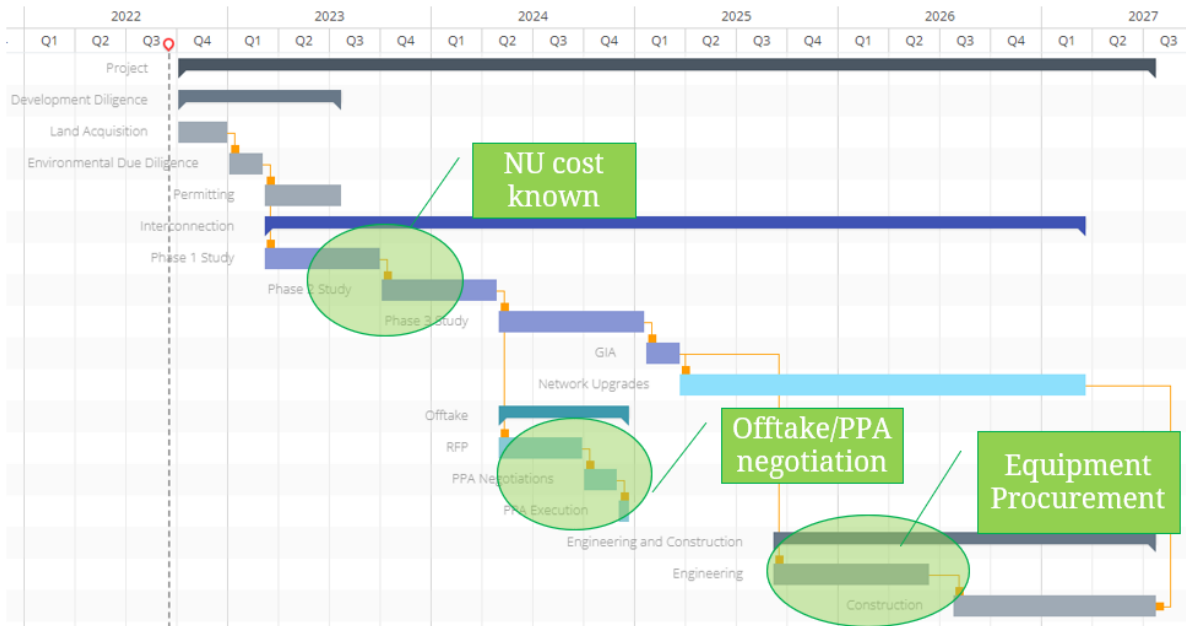 2022 2023 2024 2025 2026 2027
Q1 Q2 Q3 Q4 Q1 Q2 Q3 Q4 Q1 Q2 Q3 Q4 Q1 Q2 Q3 Q4 Q1 Q2 Q3 Q4 Q1 Q2 Q3
Project
Development Diligence
Land Acquisition
Environmental Due Diligence
NU cost
known
Permitting
Interconnection
Phase 1 Study
Phase 2 Study
Phase 3 Study
GIA
Network Upgrades
Offtake
Offtake/PPA
negotiation
RFP
PPA Negotiations
Equipment
Procurement
PPA Execution
Engineering and Construction
Engineering
Construction